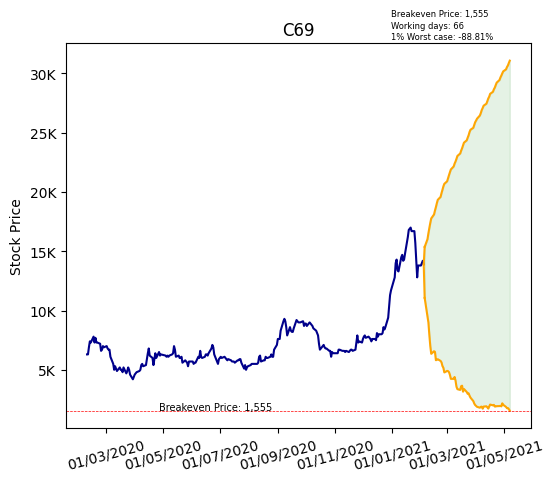 Breakeven Price: 1,555
Working days: 66
1% Worst case: -88.81%
C69
Stock Price
30K
25K
20K
15K
10K
5K
Breakeven Price: 1,555
01/03/2020
01/05/2020
01/07/2020
01/09/2020
01/11/2020
01/01/2021
01/03/2021
01/05/2021